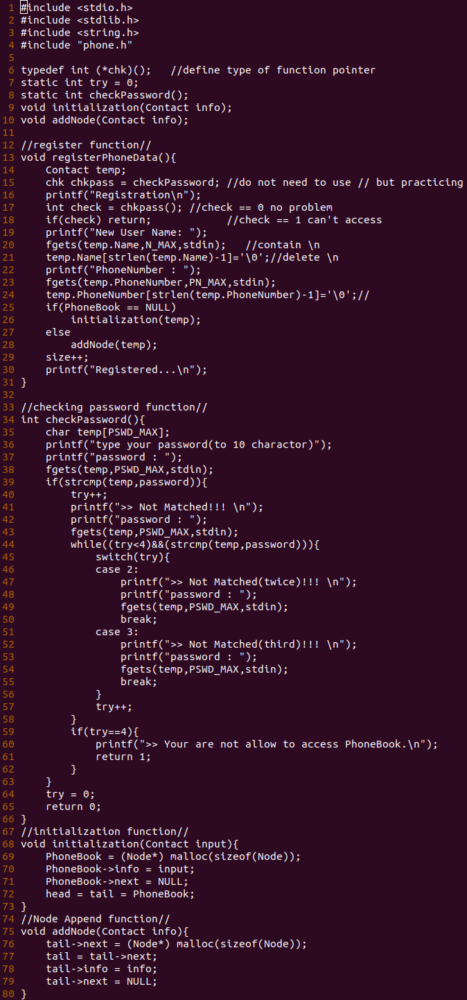 1 #include <stdio.h>
2 #include <stdlib.h>
3 #include <string.h>
4 #include "phone.h"
5
6 typedef int (*chk)();   //define type of function pointer
7 static int try = 0;
8 static int checkPassword();
9 void initialization(Contact info);
10 void addNode(Contact info);
11
12 //register function//
13 void registerPhoneData(){
14     Contact temp;
15     chk chkpass = checkPassword; //do not need to use // but practicing
16     printf("Registration\n");
17     int check = chkpass(); //check == 0 no problem
18     if(check) return;            //check == 1 can't access
19     printf("New User Name: ");
20     fgets(temp.Name,N_MAX,stdin);   //contain \n
21     temp.Name[strlen(temp.Name)-1]='\0';//delete \n
22     printf("PhoneNumber : ");
23     fgets(temp.PhoneNumber,PN_MAX,stdin);
24     temp.PhoneNumber[strlen(temp.PhoneNumber)-1]='\0';//
25     if(PhoneBook == NULL)
26         initialization(temp);
27     else
28         addNode(temp);
29     size++;
30     printf("Registered...\n");
31 }
32
33 //checking password function//
34 int checkPassword(){
35     char temp[PSWD_MAX];
36     printf("type your password(to 10 charactor)");
37     printf("password : ");
38     fgets(temp,PSWD_MAX,stdin);
39     if(strcmp(temp,password)){
40         try++;
41         printf(">> Not Matched!!! \n");
42         printf("password : ");
43         fgets(temp,PSWD_MAX,stdin);
44         while((try<4)&&(strcmp(temp,password))){
45             switch(try){
46             case 2:
47                 printf(">> Not Matched(twice)!!! \n");
48                 printf("password : ");
49                 fgets(temp,PSWD_MAX,stdin);
50                 break;
51             case 3:
52                 printf(">> Not Matched(third)!!! \n");
53                 printf("password : ");
54                 fgets(temp,PSWD_MAX,stdin);
55                 break;
56             }
57             try++;
58         }
59         if(try==4){
60             printf(">> Your are not allow to access PhoneBook.\n");
61             return 1;
62         }
63     }
64     try = 0;
65     return 0;
66 }
67 //initialization function//
68 void initialization(Contact input){
69     PhoneBook = (Node*) malloc(sizeof(Node));
70     PhoneBook->info = input;
71     PhoneBook->next = NULL;
72     head = tail = PhoneBook;
73 }
74 //Node Append function//
75 void addNode(Contact info){
76     tail->next = (Node*) malloc(sizeof(Node));
77     tail = tail->next;
78     tail->info = info;
79     tail->next = NULL;
80 }